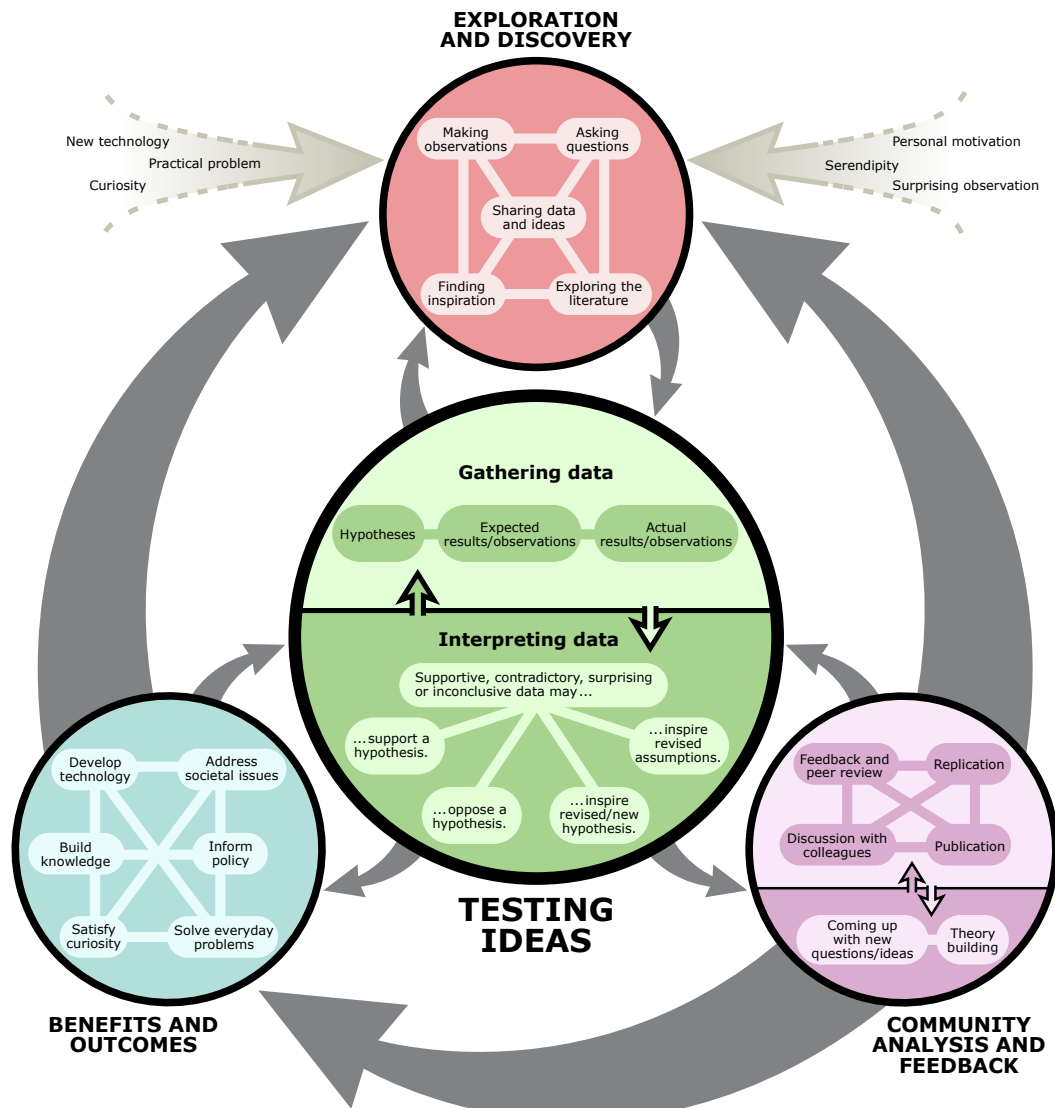 EXPLORATION
AND DISCOVERY
New technology
Practical problem
Curiosity
Personal motivation
Serendipity
Surprising observation
Making
observations
Asking
questions
Sharing data
and ideas
Finding
inspiration
Exploring the
literature
Gathering data
Hypotheses
Expected
results/observations
Actual
results/observations
Interpreting data
Supportive, contradictory, surprising
or inconclusive data may...
...support a
hypothesis.
...oppose a
hypothesis.
...inspire
revised/new
hypothesis.
...inspire
revised
assumptions.
TESTING
IDEAS
Develop
technology
Address
societal issues
Build
knowledge
Inform
policy
Satisfy
curiosity
Solve everyday
problems
BENEFITS AND
OUTCOMES
Feedback and
peer review
Replication
Discussion with
colleagues
Publication
Coming up
with new
questions/ideas
Theory
building
COMMUNITY
ANALYSIS AND
FEEDBACK